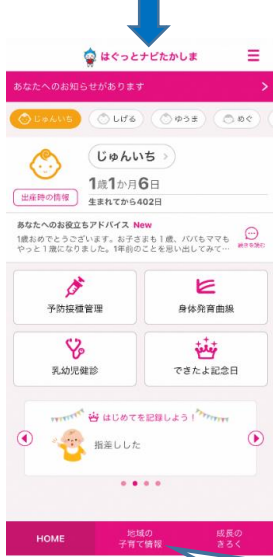 はぐっとナビたかしま
あなたへのお知らせがあります
じゅんいち しげる ゆうま めぐ
じゅんいち
1歳1か月6日
出産時の情報 生まれてから402日
あなたへのお役立ちアドバイス New
1歳おめでとうございます。お子さまも1歳、パパもママも
やっと1歳になりました。1年前のことを思い出してみて…
続きを読む
予防接種管理 身体発育曲線
乳幼児健診 できたよ記念日
はじめてを記録しよう!
指差しした
HOME 地域の
子育て情報 成長の
きろく